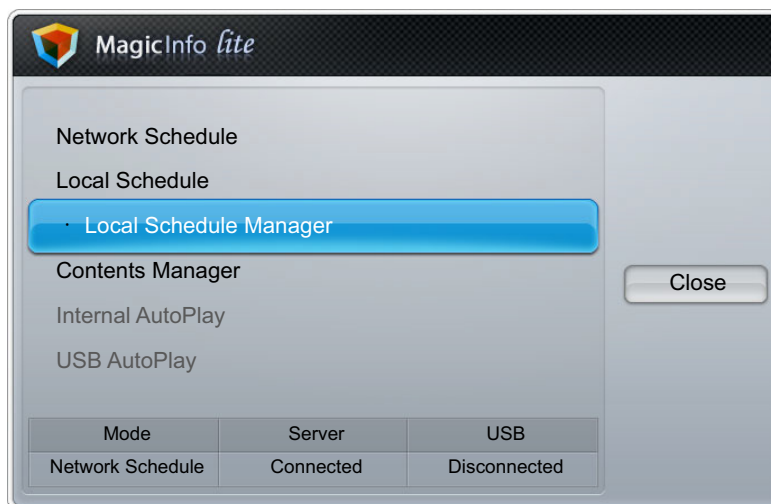 MagicInfo lite
Network Schedule
Local Schedule
· Local Schedule Manager
Contents Manager
Close
Internal AutoPlay
USB AutoPlay
Mode Server USB
Network Schedule Connected Disconnected